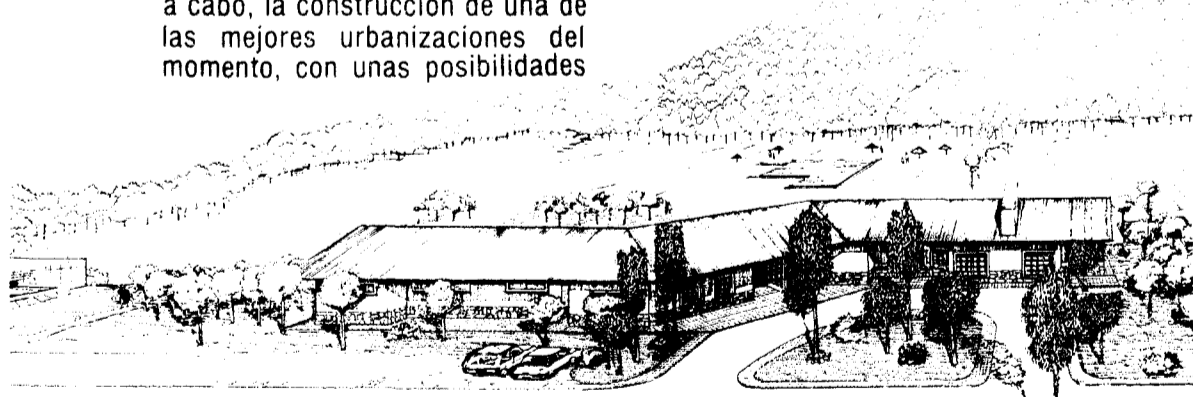 a cabo, la construcción de una de
las mejores urbanizaciones del
momento, con unas posibilidades